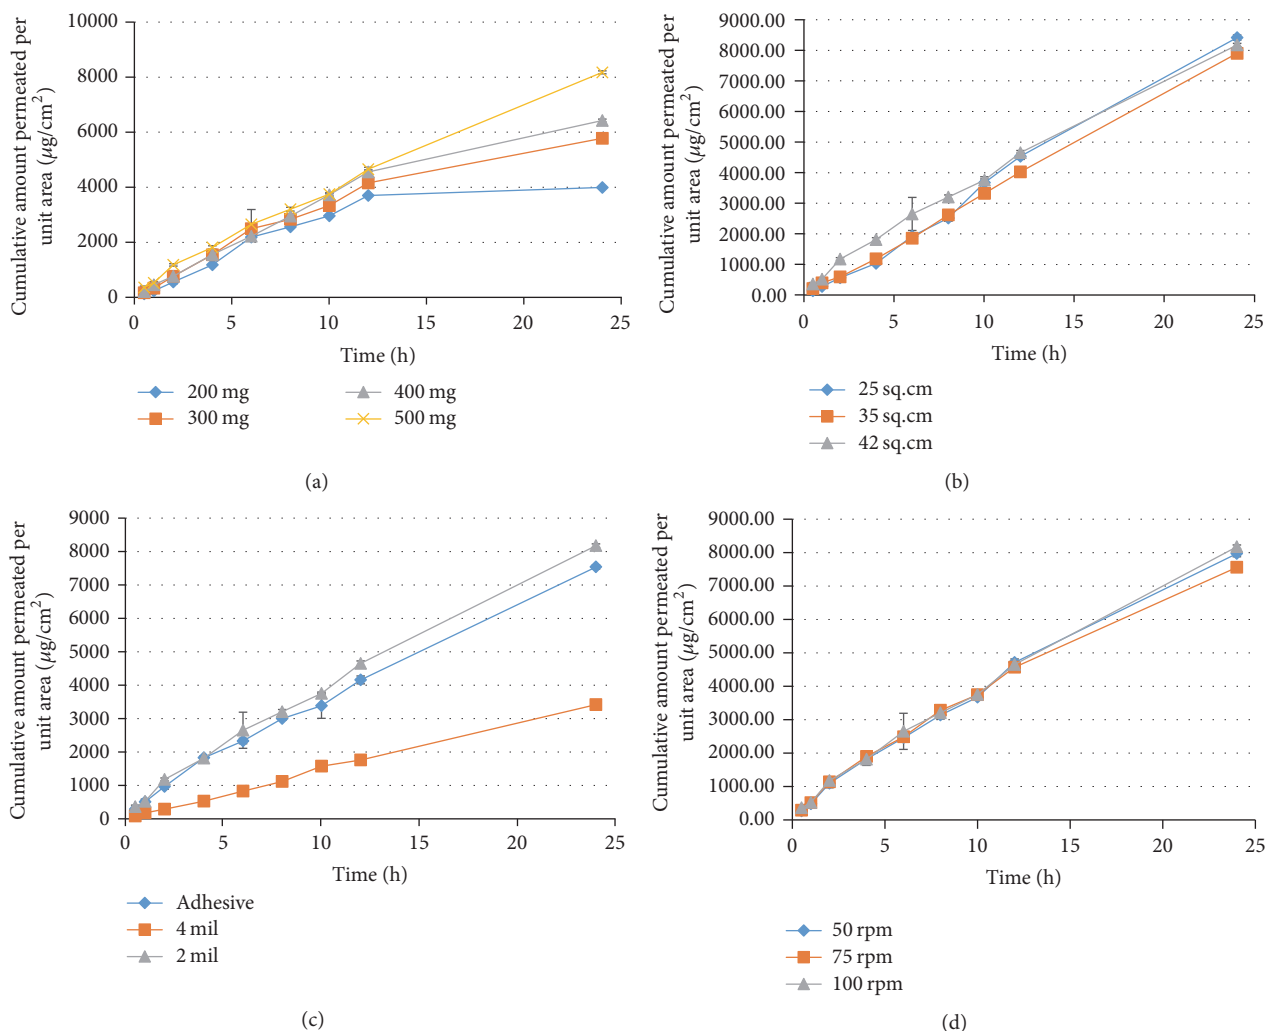 Cumulative amount permeated per
unit area (μg/cm²)
10000
8000
6000
4000
2000
0
0 5 10 15 20 25
Time (h)
200 mg 400 mg
300 mg 500 mg
(a)
Cumulative amount permeated per
unit area (μg/cm²)
9000.00
8000.00
7000.00
6000.00
5000.00
4000.00
3000.00
2000.00
1000.00
0.00
0 5 10 15 20 25
Time (h)
25 sq.cm
35 sq.cm
42 sq.cm
(b)
Cumulative amount permeated per
unit area (μg/cm²)
9000
8000
7000
6000
5000
4000
3000
2000
1000
0
0 5 10 15 20 25
Time (h)
Adhesive
4 mil
2 mil
(c)
Cumulative amount permeated per
unit area (μg/cm²)
9000.00
8000.00
7000.00
6000.00
5000.00
4000.00
3000.00
2000.00
1000.00
0.00
0 5 10 15 20 25
Time (h)
50 rpm
75 rpm
100 rpm
(d)